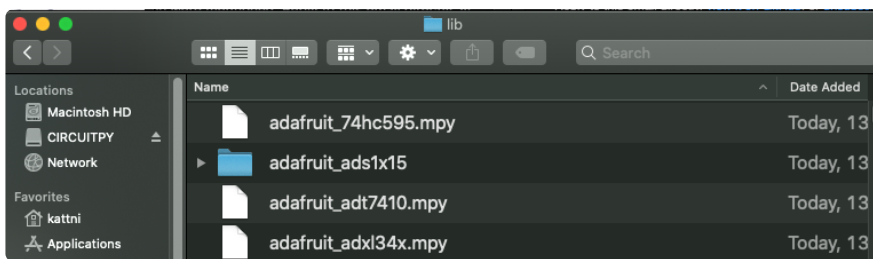 lib
Search
Locations
Macintosh HD
CIRCUITPY
Network
Favorites
kattni
Applications
Name Date Added
adafruit_74hc595.mpy Today, 13
adafruit_ads1x15 Today, 13
adafruit_adt7410.mpy Today, 13
adafruit_adxl34x.mpy Today, 13